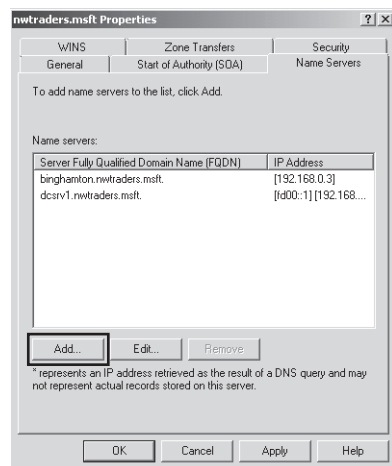 nwtraders.msft Properties ? X
WINS Zone Transfers Security
General Start of Authority (SOA) Name Servers
To add name servers to the list, click Add.
Name servers:
Server Fully Qualified Domain Name (FQDN) IP Address
binghamton.nwtraders.msft. [192.168.0.3]
dcsrv1.nwtraders.msft. [fd00::1] [192.168....
Add... Edit... Remove
* represents an IP address retrieved as the result of a DNS query and may
not represent actual records stored on this server.
OK Cancel Apply Help